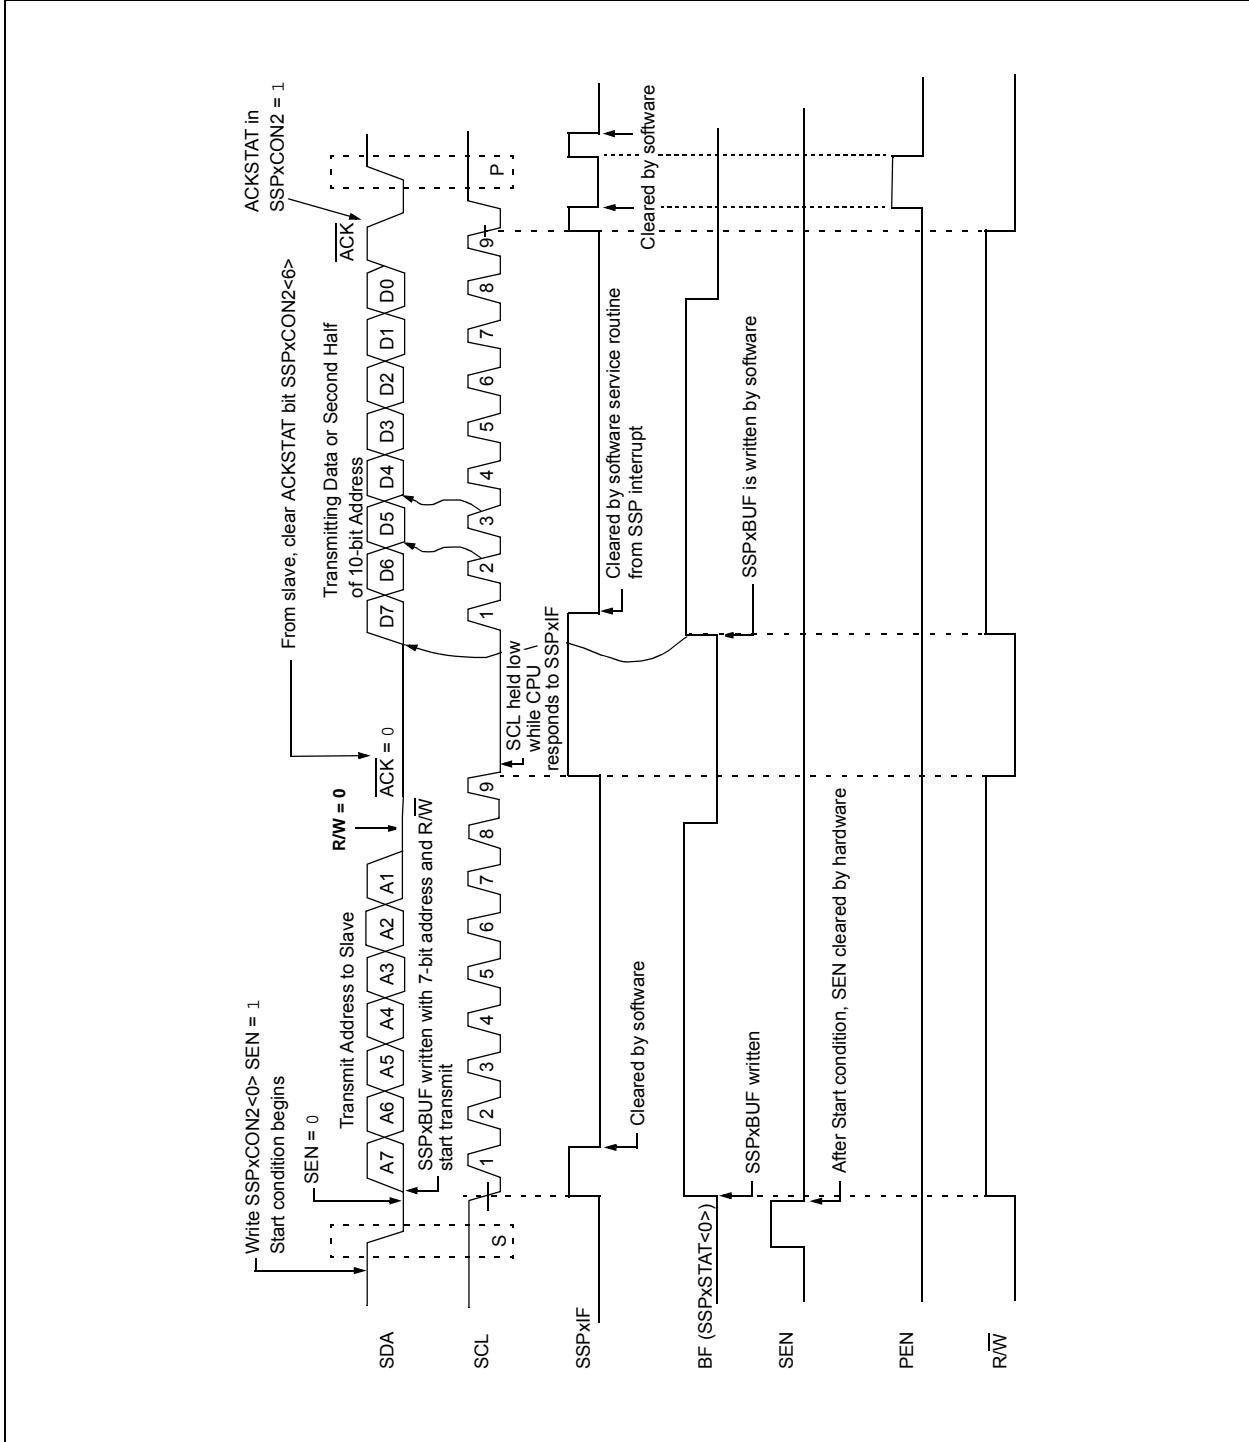 Write SSPxCON2<0> SEN = 1
Start condition begins
SEN = 0
Transmit Address to Slave
R/W = 0
From slave, clear ACKSTAT bit SSPxCON2<6>
ACK = 0
Transmitting Data or Second Half
of 10-bit Address
ACKSTAT in
SSPxCON2 = 1
ACK
SDA
A7 A6 A5 A4 A3 A2 A1
D7 D6 D5 D4 D3 D2 D1 D0
SSPxBUF written with 7-bit address and R/W
start transmit
SCL
S
1 2 3 4 5 6 7 8 9
1 2 3 4 5 6 7 8 9
P
SCL held low
while CPU
responds to SSPxIF
SSPxIF
Cleared by software
Cleared by software service routine
from SSP interrupt
Cleared by software
BF (SSPxSTAT<0>)
SSPxBUF written
SSPxBUF is written by software
SEN
After Start condition, SEN cleared by hardware
PEN
R/W